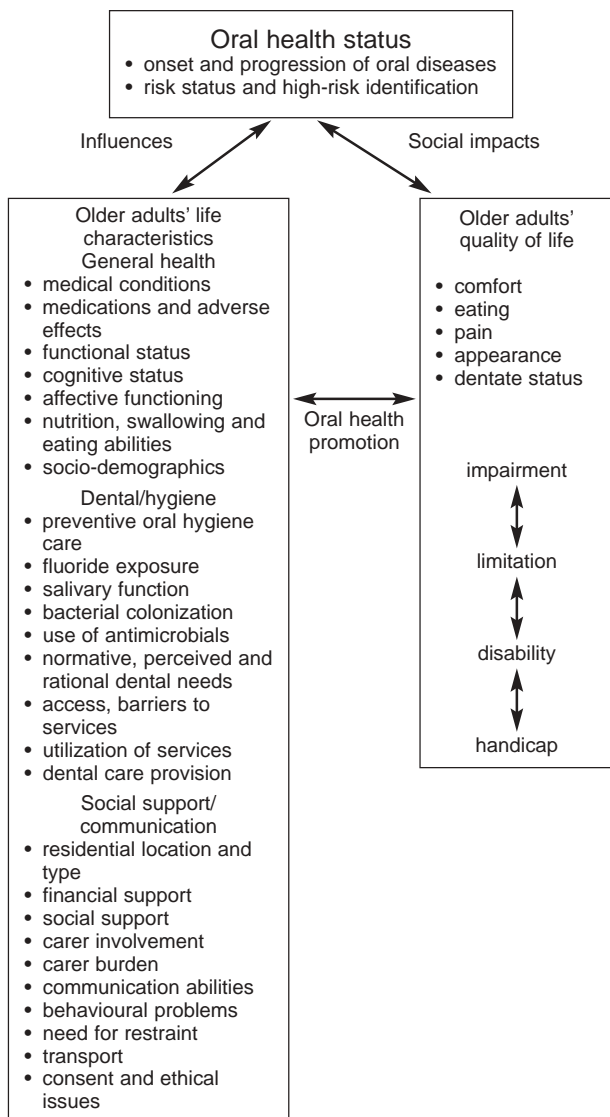 Oral health status
• onset and progression of oral diseases
• risk status and high-risk identification
Influences
Social impacts
Older adults' life
characteristics
General health
• medical conditions
• medications and adverse
effects
• functional status
• cognitive status
• affective functioning
• nutrition, swallowing and
eating abilities
• socio-demographics
Dental/hygiene
• preventive oral hygiene
care
• fluoride exposure
• salivary function
• bacterial colonization
• use of antimicrobials
• normative, perceived and
rational dental needs
• access, barriers to
services
• utilization of services
• dental care provision
Social support/
communication
• residential location and
type
• financial support
• social support
• carer involvement
• carer burden
• communication abilities
• behavioural problems
• need for restraint
• transport
• consent and ethical
issues
Oral health
promotion
Older adults'
quality of life
• comfort
• eating
• pain
• appearance
• dentate status
impairment
limitation
disability
handicap